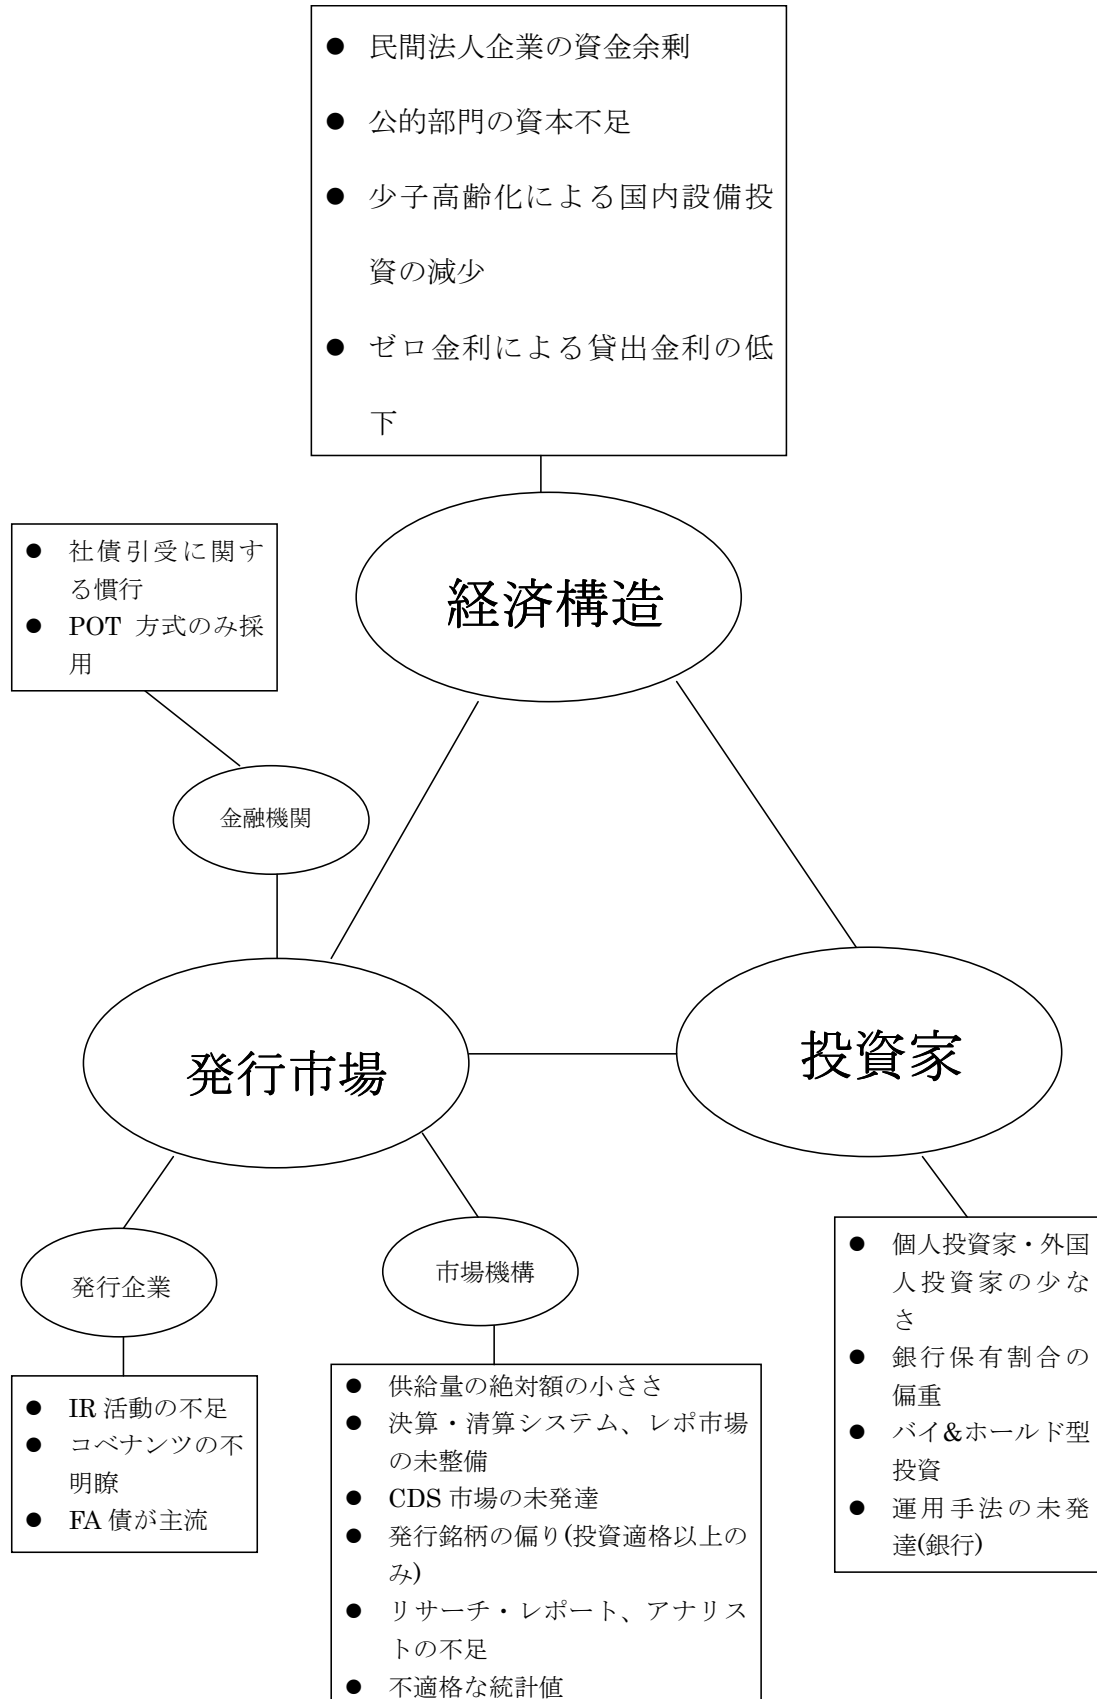 ● 民間法人企業の資金余剰
● 公的部門の資本不足
● 少子高齢化による国内設備投
資の減少
● ゼロ金利による貸出金利の低
下
経済構造
● 社債引受に関す
る慣行
● POT 方式のみ採
用
金融機関
発行市場
投資家
発行企業
市場機構
● IR 活動の不足
● コベナンツの不
明瞭
● FA 債が主流
● 供給量の絶対額の小ささ
● 決算・清算システム、レポ市場
の未整備
● CDS 市場の未発達
● 発行銘柄の偏り(投資適格以上の
み)
● リサーチ・レポート、アナリス
トの不足
● 不適格な統計値
● 個人投資家・外国
人投資家の少な
さ
● 銀行保有割合の
偏重
● バイ&ホールド型
投資
● 運用手法の未発
達(銀行)